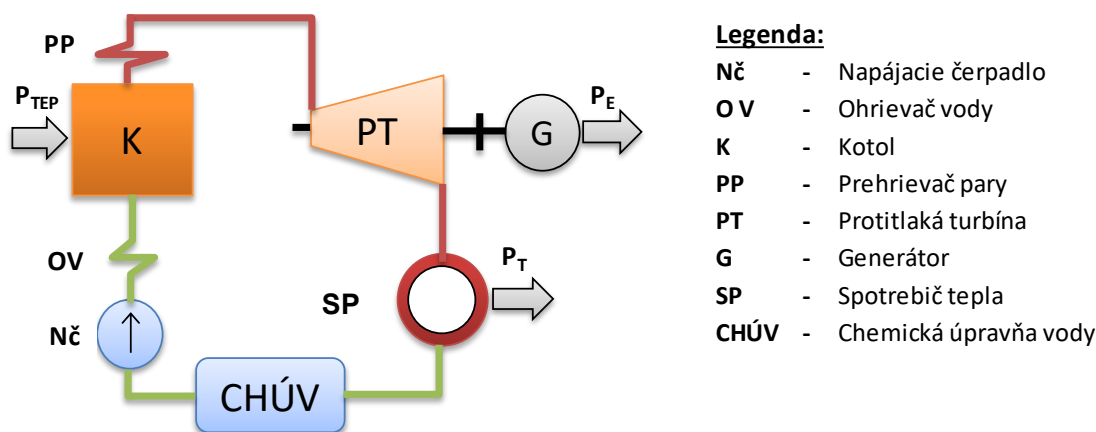 PP
P_TEP
K
PT
G
P_E
OV
Nč
SP
P_T
CHÚV
Legenda:
Nč - Napájacie čerpadlo
O V - Ohrievač vody
K - Kotol
PP - Prehrievač pary
PT - Protitlaká turbína
G - Generátor
SP - Spotrebič tepla
CHÚV - Chemická úpravňa vody